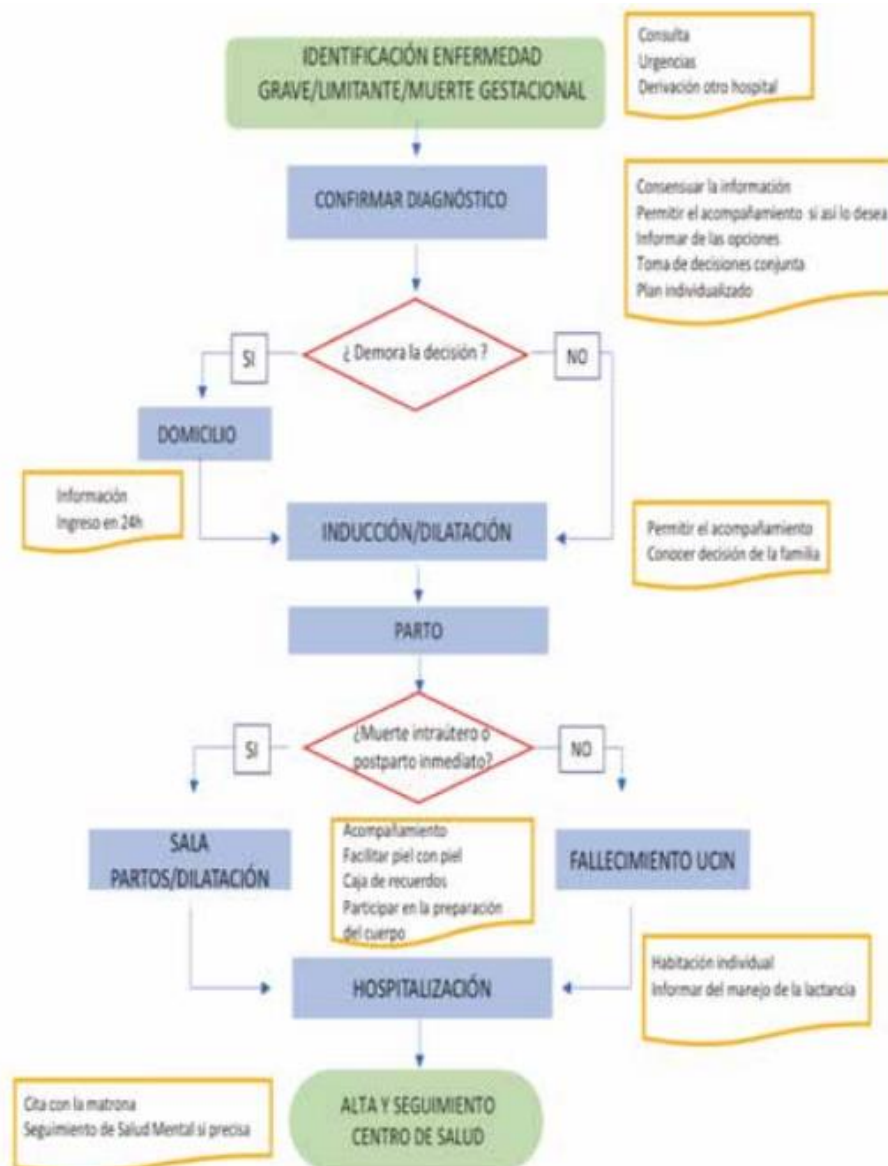 IDENTIFICACIÓN ENFERMEDAD
GRAVE/LIMITANTE/MUERTE GESTACIONAL
Consulta
Urgencias
Derivación otro hospital
CONFIRMAR DIAGNÓSTICO
Consensuar la información
Permitir el acompañamiento si así lo desea
Informar de las opciones
Toma de decisiones conjunta
Plan individualizado
¿ Demora la decisión ?
SI
NO
DOMICILIO
Información
Ingreso en 24h
INDUCCIÓN/DILATACIÓN
Permitir el acompañamiento
Conocer decisión de la familia
PARTO
¿Muerte intraútero o
postparto inmediato?
SI
NO
SALA
PARTOS/DILATACIÓN
Acompañamiento
Facilitar piel con piel
Caja de recuerdos
Participar en la preparación
del cuerpo
FALLECIMIENTO UCIN
HOSPITALIZACIÓN
Habitación individual
Informar del manejo de la lactancia
Cita con la matrona
Seguimiento de Salud Mental si precisa
ALTA Y SEGUIMIENTO
CENTRO DE SALUD